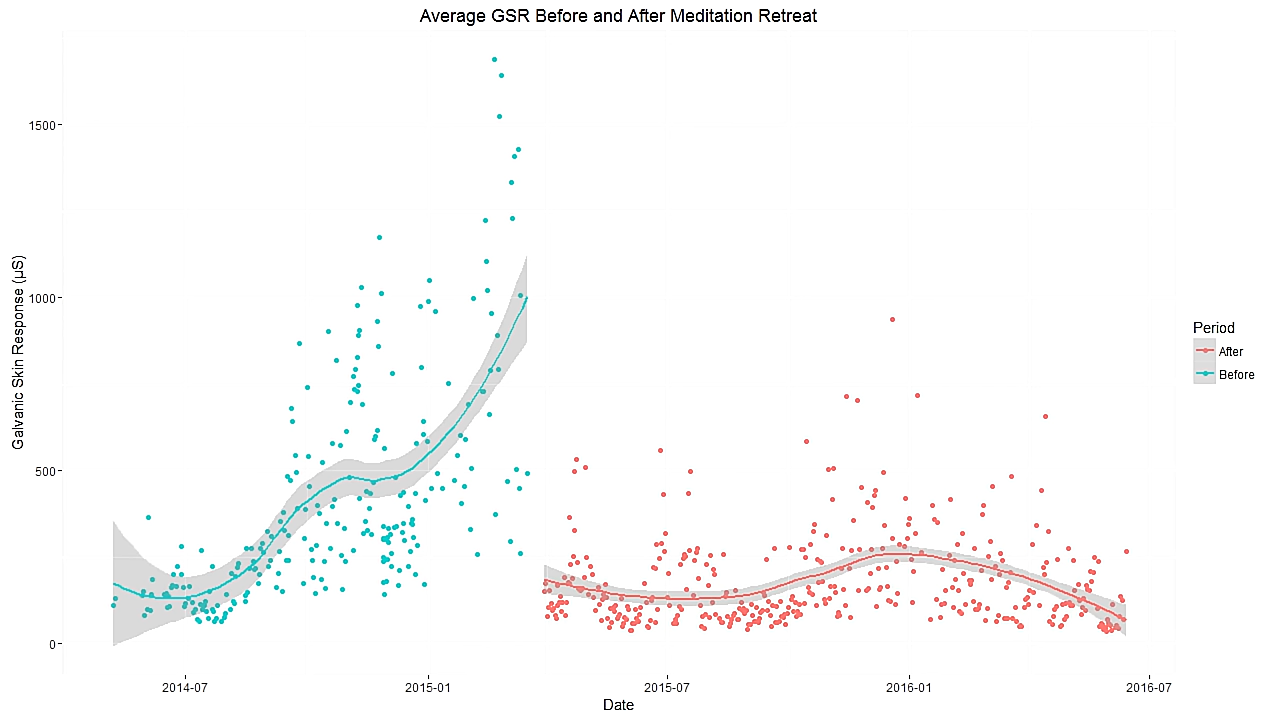 Average GSR Before and After Meditation Retreat
Galvanic Skin Response (µS)
1500
1000
500
0
2014-07
2015-01
2015-07
2016-01
2016-07
Date
Period
After
Before